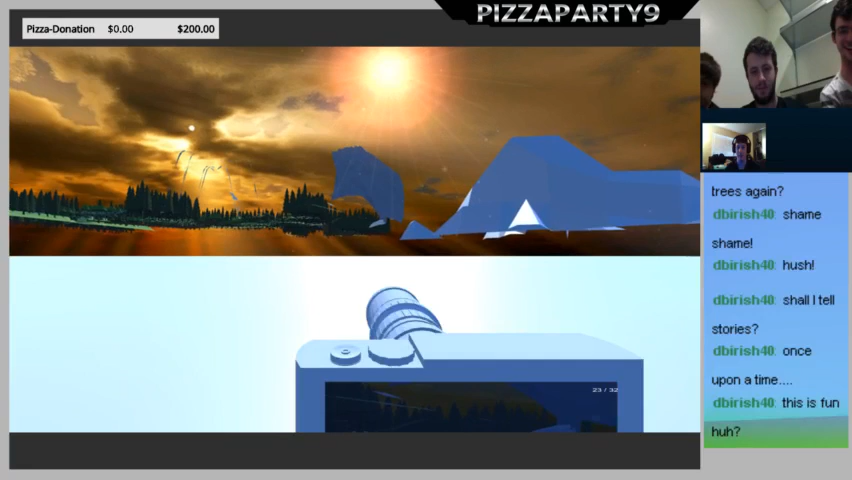 PIZZAPARTY9
Pizza-Donation $0.00 $200.00
trees again?
dbirish40: shame
shame!
dbirish40: hush!
dbirish40: shall I tell
stories?
dbirish40: once
upon a time....
dbirish40: this is fun
huh?
23 / 32